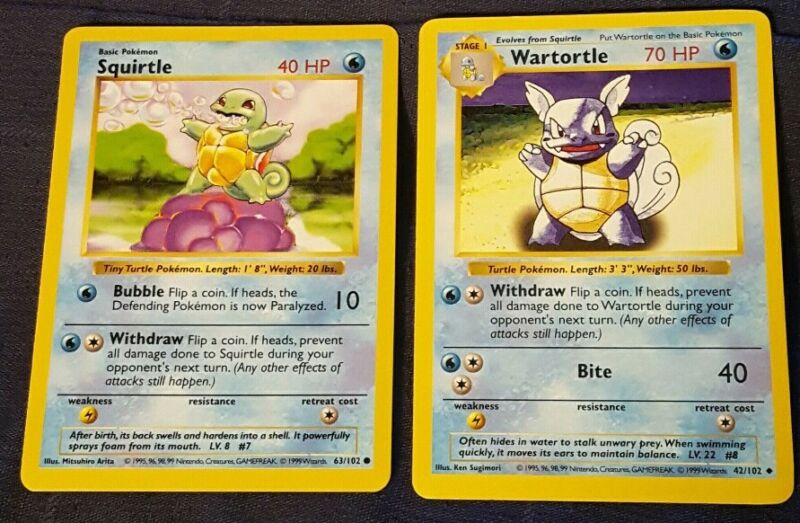 Basic Pokémon
Squirtle 40 HP
Tiny Turtle Pokémon. Length: 1' 8", Weight: 20 lbs.
Bubble Flip a coin. If heads, the
Defending Pokémon is now Paralyzed. 10
Withdraw Flip a coin. If heads, prevent
all damage done to Squirtle during your
opponent's next turn. (Any other effects of
attacks still happen.)
weakness resistance retreat cost
After birth, its back swells and hardens into a shell. It powerfully
sprays foam from its mouth. LV. 8 #7
Illus. Mitsuhiro Arita © 1995, 96, 98, 99 Nintendo, Creatures, GAMEFREAK. © 1999 Wizards. 63/102
STAGE 1 Evolves from Squirtle Put Wartortle on the Basic Pokémon
Wartortle 70 HP
Turtle Pokémon. Length: 3' 3", Weight: 50 lbs.
Withdraw Flip a coin. If heads, prevent
all damage done to Wartortle during your
opponent's next turn. (Any other effects of
attacks still happen.)
Bite 40
weakness resistance retreat cost
Often hides in water to stalk unwary prey. When swimming
quickly, it moves its ears to maintain balance. LV. 22 #8
Illus. Ken Sugimori © 1995, 96, 98, 99 Nintendo, Creatures, GAMEFREAK. © 1999 Wizards. 42/102